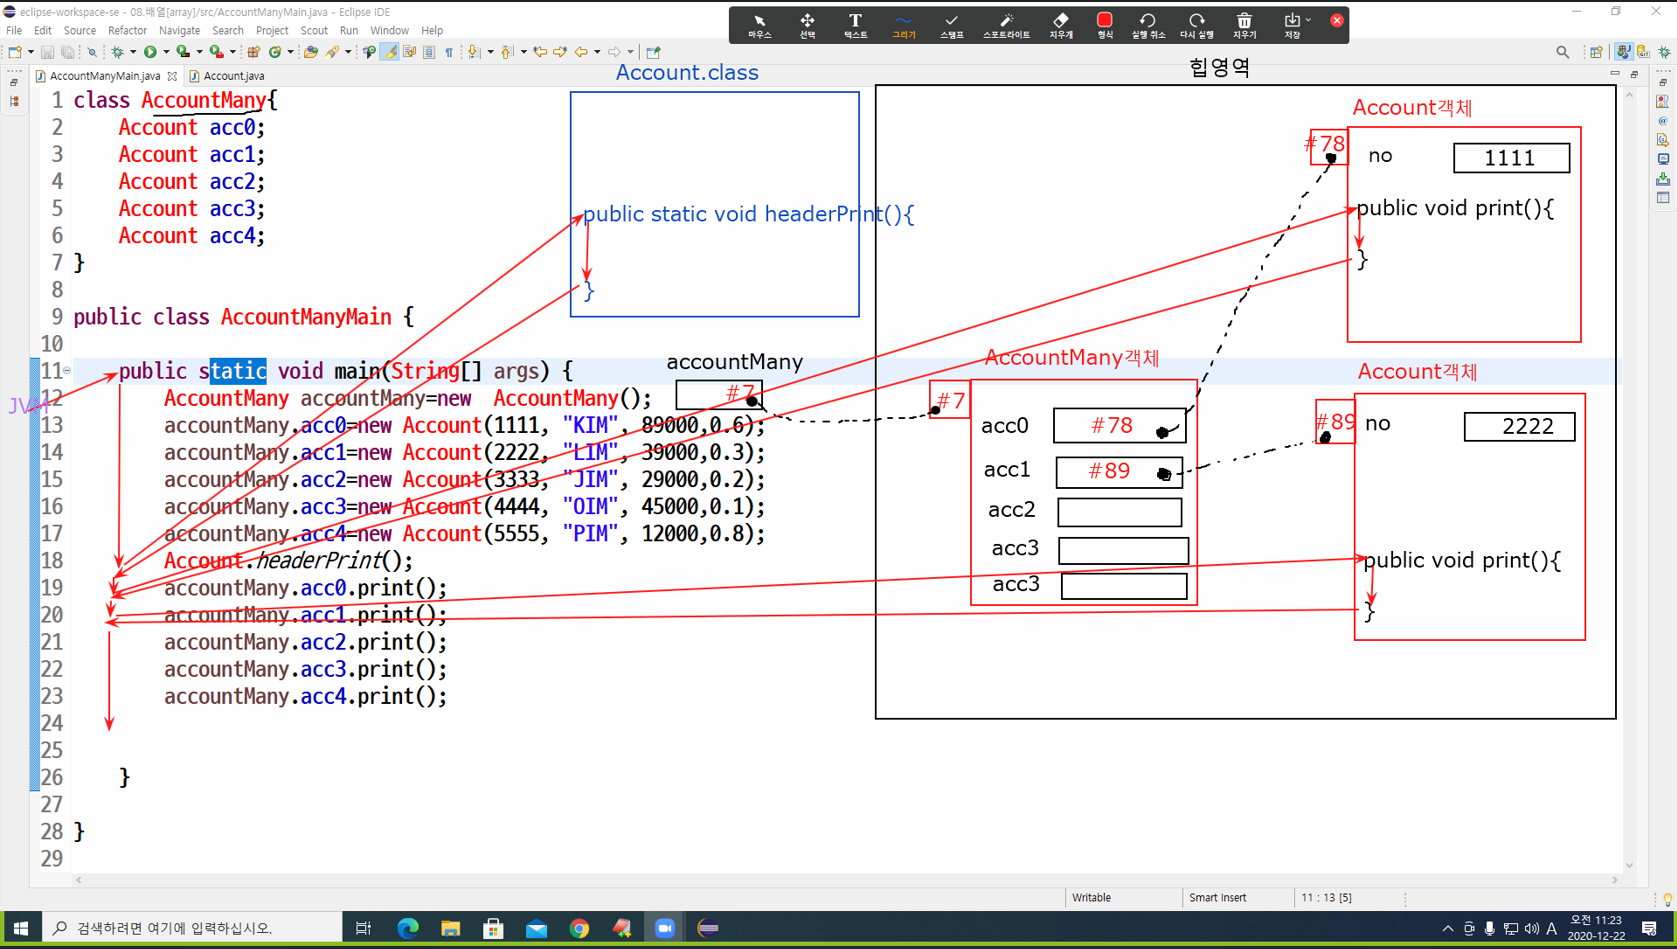 eclipse-workspace-se - 08.배열[array]/src/AccountManyMain.java - Eclipse IDE
File Edit Source Refactor Navigate Search Project Scout Run Window Help
마우스 선택 텍스트 그리기 스탬프 스포트라이트 지우개 형식 실행 취소 다시 실행 지우기 저장
AccountManyMain.java Account.java
Account.class
힙영역
1 class AccountMany{
2 Account acc0;
3 Account acc1;
4 Account acc2;
5 Account acc3;
6 Account acc4;
7 }
8
9 public class AccountManyMain {
10
11 public static void main(String[] args) {
12 AccountMany accountMany=new AccountMany();
13 accountMany.acc0=new Account(1111, "KIM", 89000,0.6);
14 accountMany.acc1=new Account(2222, "LIM", 39000,0.3);
15 accountMany.acc2=new Account(3333, "JIM", 29000,0.2);
16 accountMany.acc3=new Account(4444, "OIM", 45000,0.1);
17 accountMany.acc4=new Account(5555, "PIM", 12000,0.8);
18 Account.headerPrint();
19 accountMany.acc0.print();
20 accountMany.acc1.print();
21 accountMany.acc2.print();
22 accountMany.acc3.print();
23 accountMany.acc4.print();
24
25
26 }
27
28 }
29
JVM
public static void headerPrint(){
}
accountMany
#7
AccountMany객체
#7
acc0 #78
acc1 #89
acc2
acc3
acc3
Account객체
#78
no 1111
public void print(){
}
Account객체
#89
no 2222
public void print(){
}
Writable Smart Insert 11 : 13 [5]
검색하려면 여기에 입력하십시오.
A
오전 11:23
2020-12-22